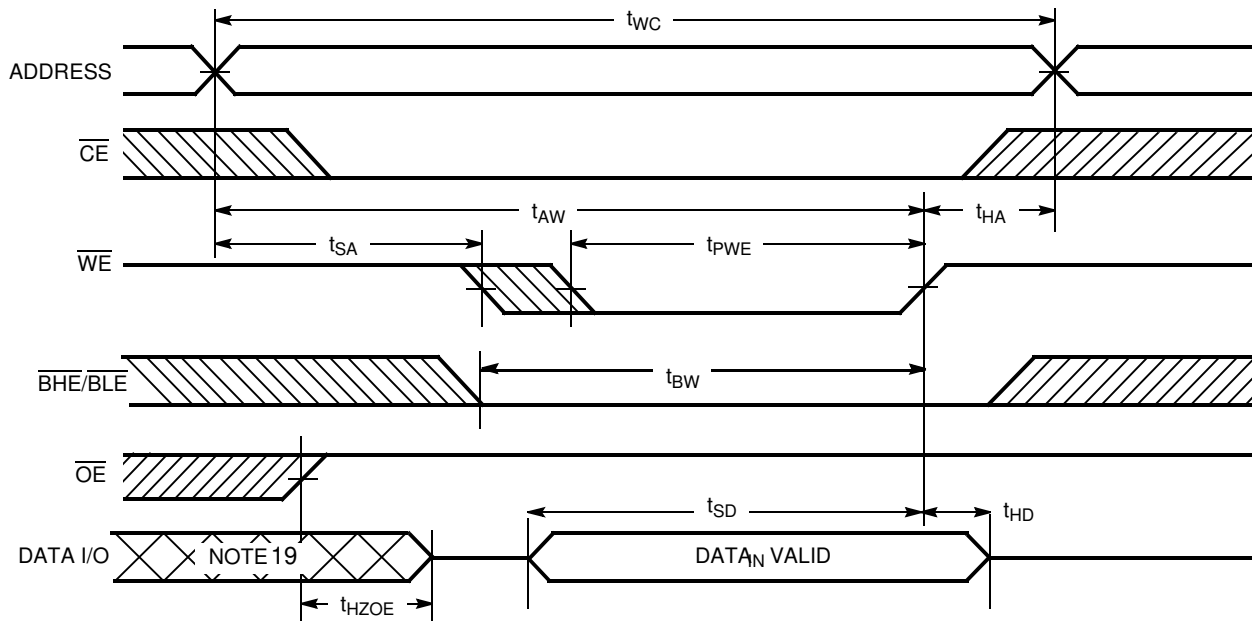 tWC
ADDRESS
CE
tAW
tHA
tSA
tPWE
WE
BHE/BLE
tBW
OE
tSD
tHD
DATA I/O
NOTE 19
DATAIN VALID
tHZOE